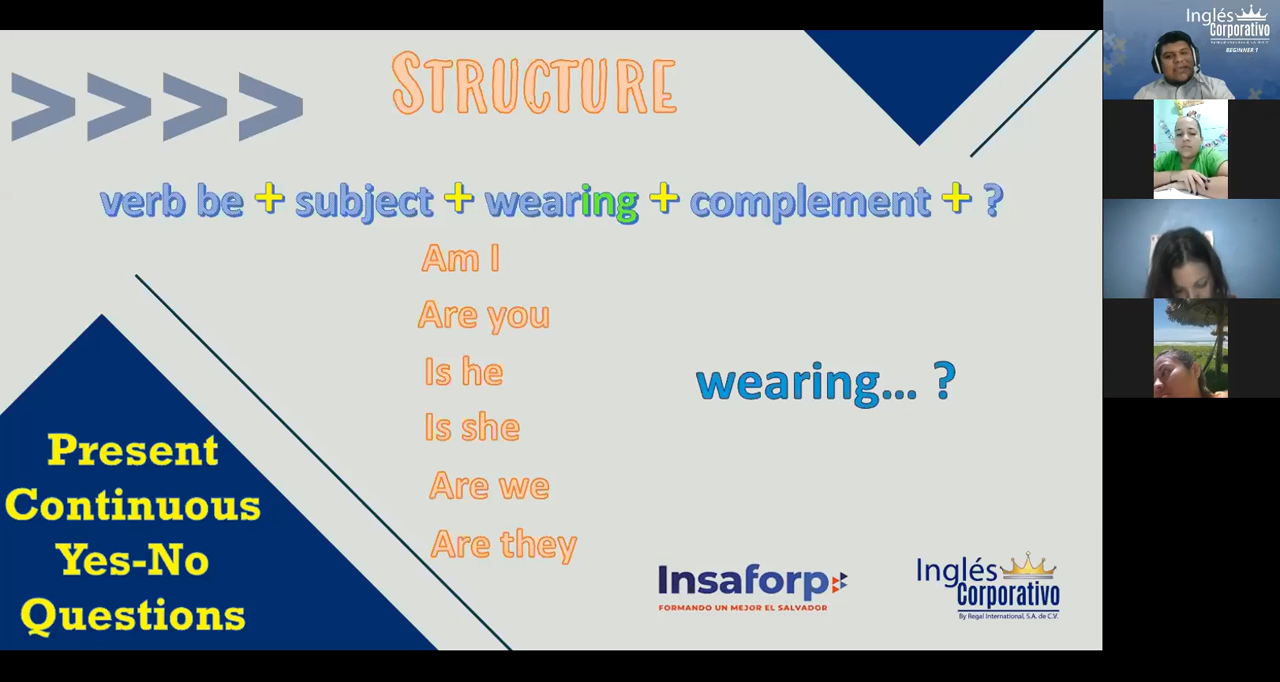 STRUCTURE
verb be + subject + wearing + complement + ?
Am I
Are you
Is he
Is she
Are we
Are they
wearing... ?
Present
Continuous
Yes-No
Questions
Insaforp
FORMANDO UN MEJOR EL SALVADOR
Inglés
Corporativo
By Regal International, S.A. de C.V.
Inglés
Corporativo
BEGINNER 1